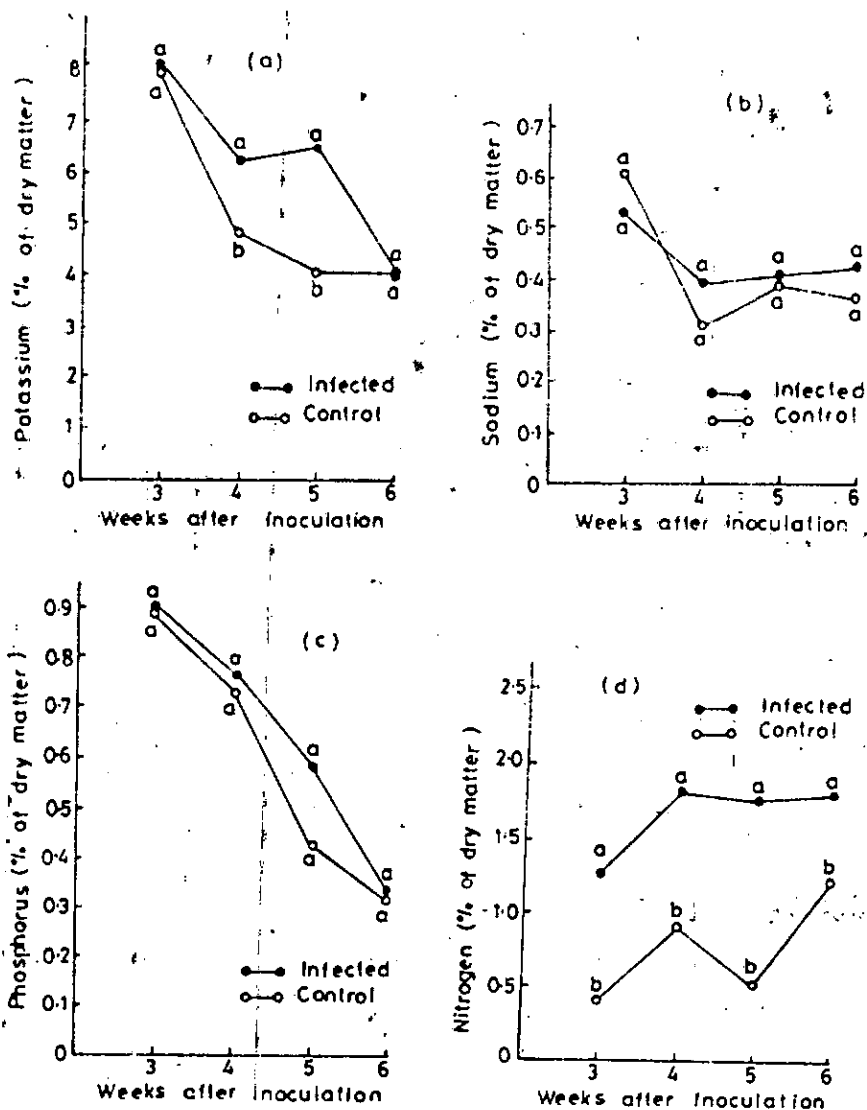 (a)
Potassium (% of dry matter)
8
7
6
5
4
3
2
1
0
a
a
a
b
a
b
a
a
Infected
Control
3 4 5 6
Weeks after Inoculation
(b)
Sodium (% of dry matter)
0·7
0·6
0·5
0·4
0·3
0·2
0·1
0
a
a
a
a
a
a
a
a
Infected
Control
3 4 5 6
Weeks after Inoculation
(c)
Phosphorus (% of dry matter)
0·9
0·8
0·7
0·6
0·5
0·4
0·3
0·2
0·1
0
a
a
a
a
a
a
a
a
Infected
Control
3 4 5 6
Weeks after Inoculation
(d)
Nitrogen (% of dry matter)
2·5
2·0
1·5
1·0
0·5
0
Infected
Control
a
a
a
a
b
b
b
b
3 4 5 6
Weeks after Inoculation